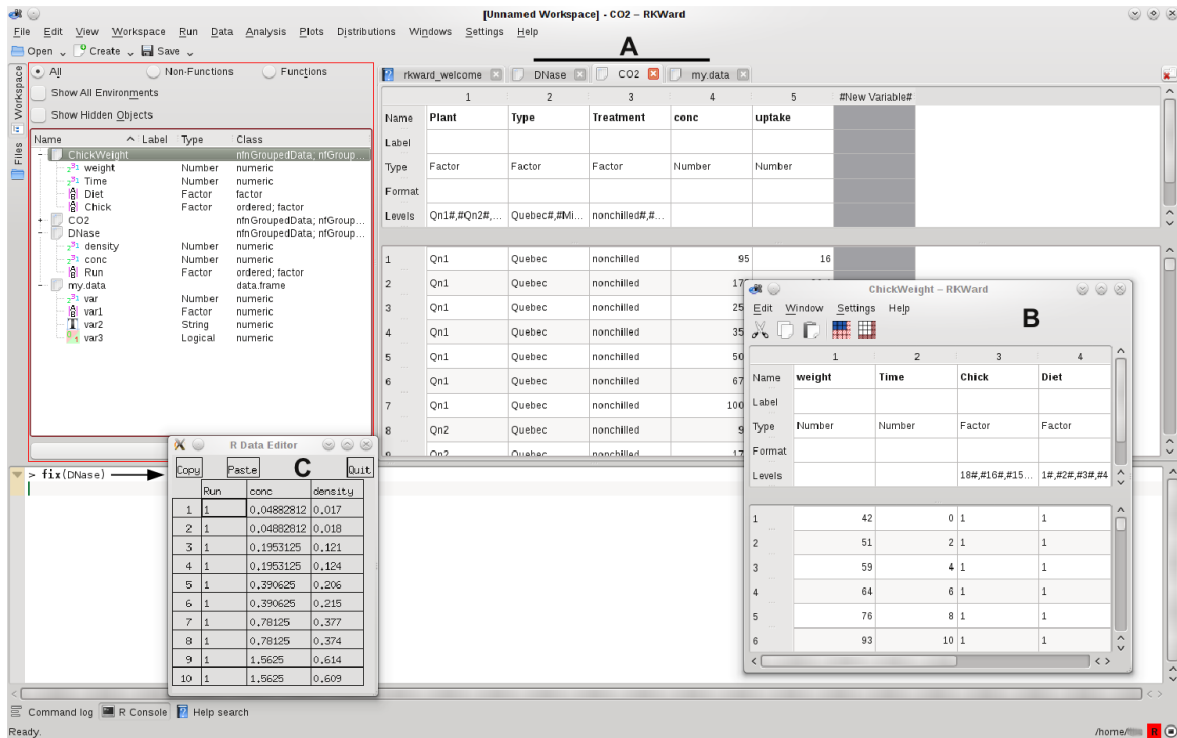 [Unnamed Workspace] - CO2 – RKWard
File Edit View Workspace Run Data Analysis Plots Distributions Windows Settings Help
Open Create Save
A
Workspace
Files
All Non-Functions Functions
Show All Environments
Show Hidden Objects
Name Label Type Class
ChickWeight nfnGroupedData; nfGroup...
weight Number numeric
Time Number numeric
Diet Factor factor
Chick Factor ordered; factor
CO2 nfnGroupedData; nfGroup...
DNase nfnGroupedData; nfGroup...
density Number numeric
conc Number numeric
Run Factor ordered; factor
my.data data.frame
var Number numeric
var1 Factor numeric
var2 String numeric
var3 Logical numeric
rkward_welcome DNase CO2 my.data
1 2 3 4 5 #New Variable#
Name Plant Type Treatment conc uptake
Label
Type Factor Factor Factor Number Number
Format
Levels Qn1#,#Qn2#,... Quebec#,#Mi... nonchilled#,#...
1 Qn1 Quebec nonchilled 95 16
2 Qn1 Quebec nonchilled 17
3 Qn1 Quebec nonchilled 25
4 Qn1 Quebec nonchilled 35
5 Qn1 Quebec nonchilled 50
6 Qn1 Quebec nonchilled 67
7 Qn1 Quebec nonchilled 100
8 Qn2 Quebec nonchilled 9
9 Qn2 Quebec nonchilled
ChickWeight – RKWard
Edit Window Settings Help
B
1 2 3 4
Name weight Time Chick Diet
Label
Type Number Number Factor Factor
Format
Levels 18#,#16#,#15... 1#,#2#,#3#,#4
1 42 0 1 1
2 51 2 1 1
3 59 4 1 1
4 64 6 1 1
5 76 8 1 1
6 93 10 1 1
> fix(DNase)
R Data Editor
Copy Paste C Quit
Run conc density
1 1 0.04882812 0.017
2 1 0.04882812 0.018
3 1 0.1953125 0.121
4 1 0.1953125 0.124
5 1 0.390625 0.206
6 1 0.390625 0.215
7 1 0.78125 0.377
8 1 0.78125 0.374
9 1 1.5625 0.614
10 1 1.5625 0.609
Command log R Console Help search
Ready.
/home/ R